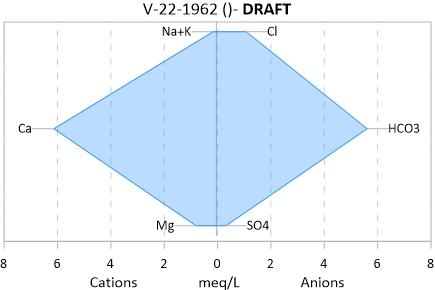 V-22-1962 ()- DRAFT
Na+K Cl
Ca HCO3
Mg SO4
8 6 4 2 0 2 4 6 8
Cations meq/L Anions